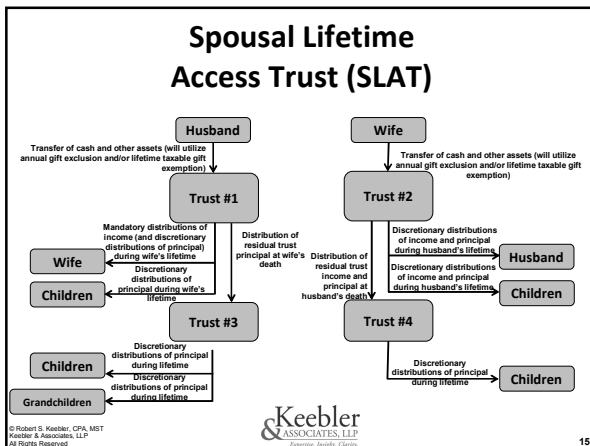 Spousal Lifetime
Access Trust (SLAT)
Husband
Wife
Transfer of cash and other assets (will utilize
annual gift exclusion and/or lifetime taxable gift
exemption)
Transfer of cash and other assets (will utilize
annual gift exclusion and/or lifetime taxable gift
exemption)
Trust #1
Trust #2
Mandatory distributions of
income (and discretionary
distributions of principal) during
wife's lifetime
Wife
Discretionary
distributions of
principal during wife's
lifetime
Children
Distribution of
residual trust
principal at wife's
death
Distribution of
residual trust
income and
principal at
husband's death
Discretionary distributions
of income and principal
during husband's lifetime
Husband
Discretionary distributions
of income and principal
during husband's lifetime
Children
Trust #3
Trust #4
Discretionary
distributions of principal
during lifetime
Children
Discretionary
distributions of principal
during lifetime
Grandchildren
Discretionary
distributions of principal
during lifetime
Children
© Robert S. Keebler, CPA, MST
Keebler & Associates, LLP
All Rights Reserved
Keebler
& ASSOCIATES, LLP
Expertise. Insight. Clarity.
15